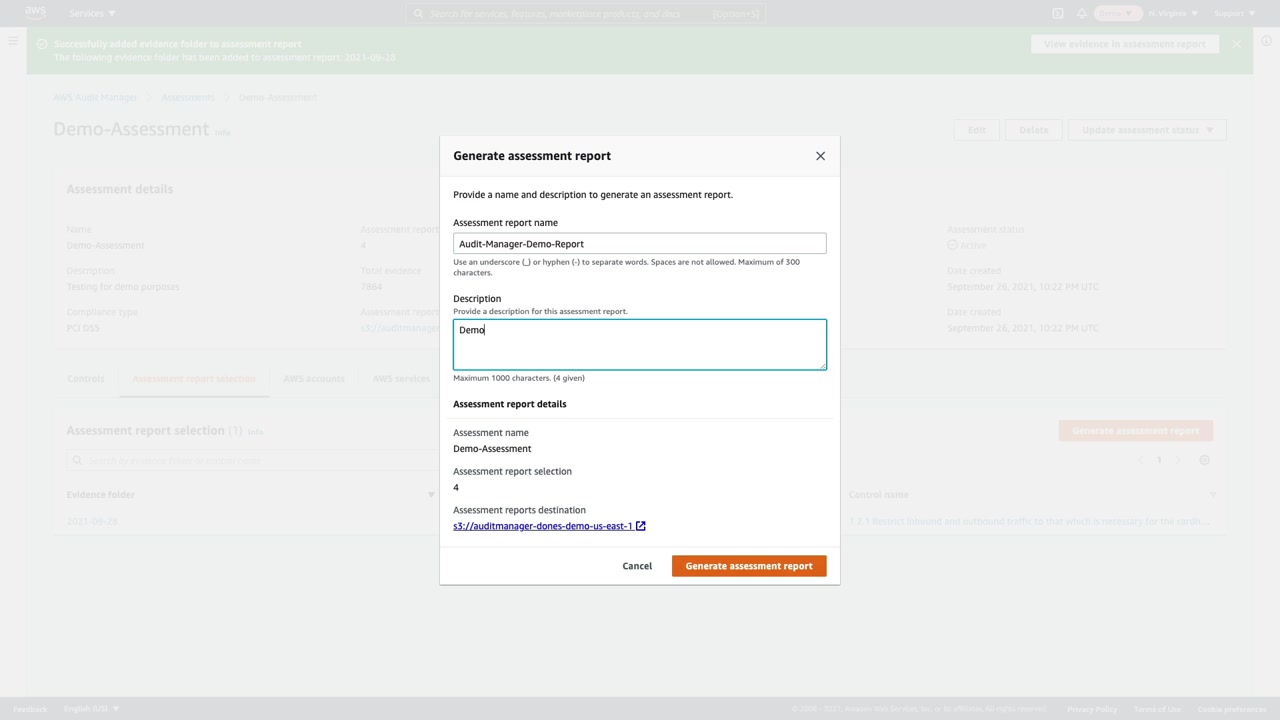 aws
Services
Search for services, features, marketplace products, and docs
[Option+S]
N. Virginia
Support
Successfully added evidence folder to assessment report
The following evidence folder has been added to assessment report: 2021-09-28
View evidence in assessment report
AWS Audit Manager
Assessments
Demo-Assessment
Demo-Assessment Info
Edit
Delete
Update assessment status
Assessment details
Name
Demo-Assessment
Description
Testing for demo purposes
Compliance type
PCI DSS
Assessment report
4
Total evidence
7864
Assessment report
s3://auditmanager
Assessment status
Active
Date created
September 26, 2021, 10:22 PM UTC
Date created
September 26, 2021, 10:22 PM UTC
Controls
Assessment report selection
AWS accounts
AWS services
Assessment report selection (1) Info
Generate assessment report
Search by evidence folder or control name
1
Evidence folder
Control name
2021-09-28
1.2.1 Restrict inbound and outbound traffic to that which is necessary for the cardh...
Generate assessment report
Provide a name and description to generate an assessment report.
Assessment report name
Audit-Manager-Demo-Report
Use an underscore (_) or hyphen (-) to separate words. Spaces are not allowed. Maximum of 300
characters.
Description
Provide a description for this assessment report.
Demo
Maximum 1000 characters. (4 given)
Assessment report details
Assessment name
Demo-Assessment
Assessment report selection
4
Assessment reports destination
s3://auditmanager-dones-demo-us-east-1
Cancel
Generate assessment report
Feedback
English (US)
© 2008 - 2021, Amazon Web Services, Inc. or its affiliates. All rights reserved.
Privacy Policy
Terms of Use
Cookie preferences